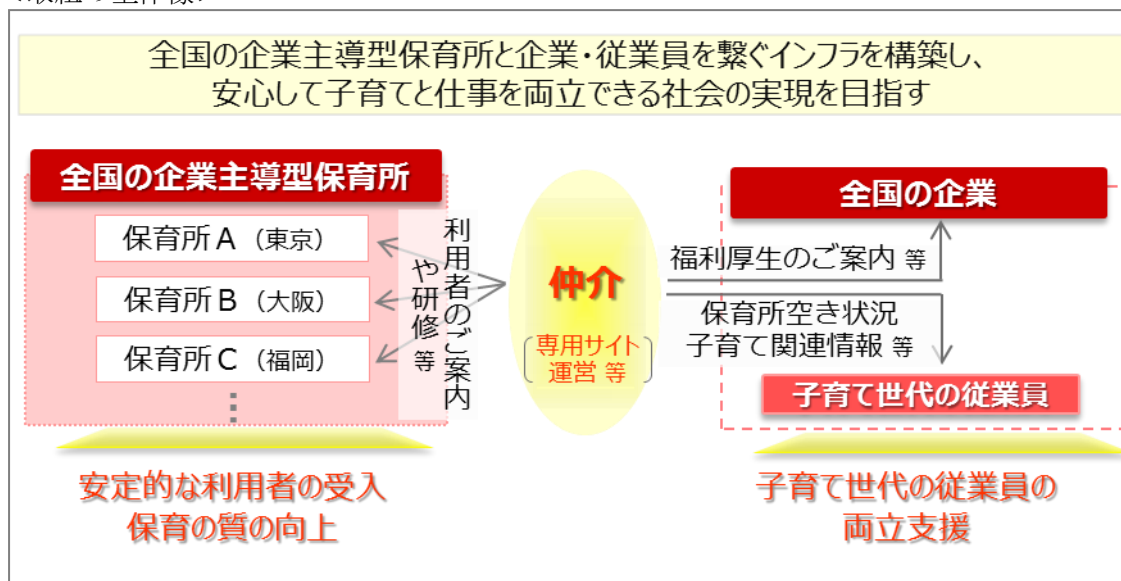 全国の企業主導型保育所と企業・従業員を繋ぐインフラを構築し、
安心して子育てと仕事を両立できる社会の実現を目指す
全国の企業主導型保育所
保育所A（東京）
保育所B（大阪）
保育所C（福岡）
⋮
利用者のご案内
や研修 等
安定的な利用者の受入
保育の質の向上
仲介
専用サイト
運営 等
福利厚生のご案内 等
保育所空き状況
子育て関連情報 等
全国の企業
子育て世代の従業員
子育て世代の従業員の
両立支援